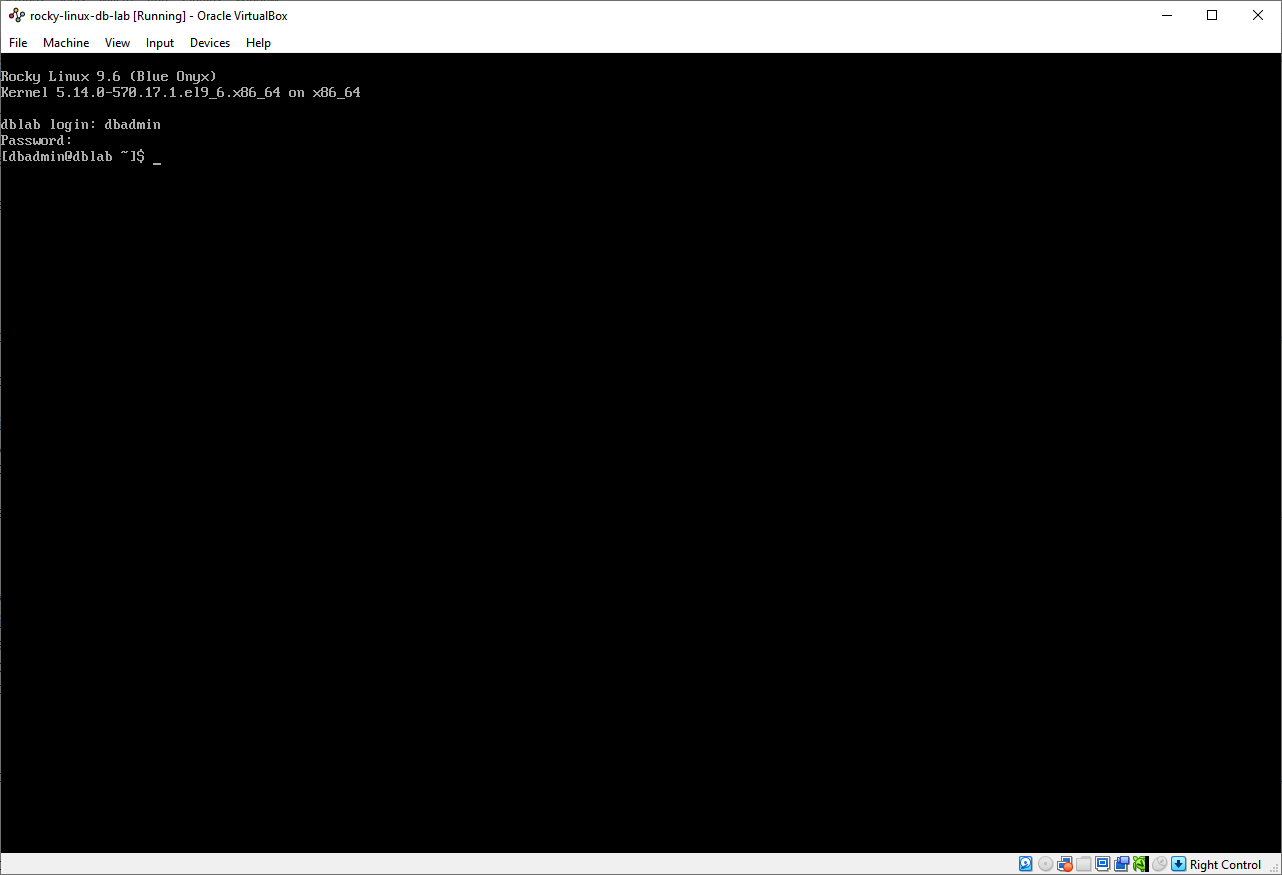 rocky-linux-db-lab [Running] - Oracle VirtualBox
File Machine View Input Devices Help
Rocky Linux 9.6 (Blue Onyx)
Kernel 5.14.0-570.17.1.el9_6.x86_64 on x86_64
dblab login: dbadmin
Password:
[dbadmin@dblab ~]$ _
Right Control